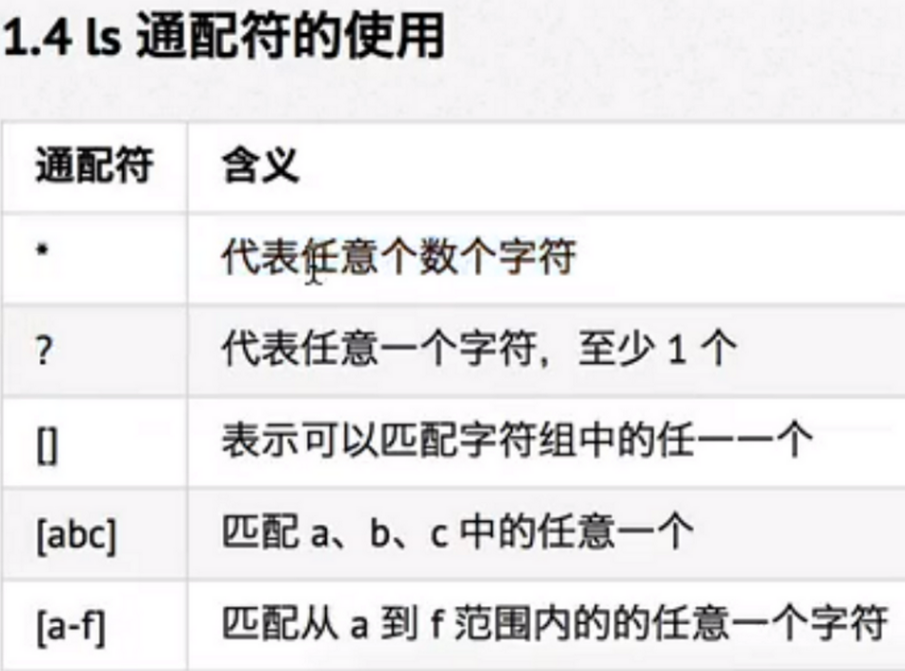 1.4 ls 通配符的使用
通配符 含义
* 代表任意个数个字符
? 代表任意一个字符，至少 1 个
[] 表示可以匹配字符组中的任一一个
[abc] 匹配 a、b、c 中的任意一个
[a-f] 匹配从 a 到 f 范围内的的任意一个字符